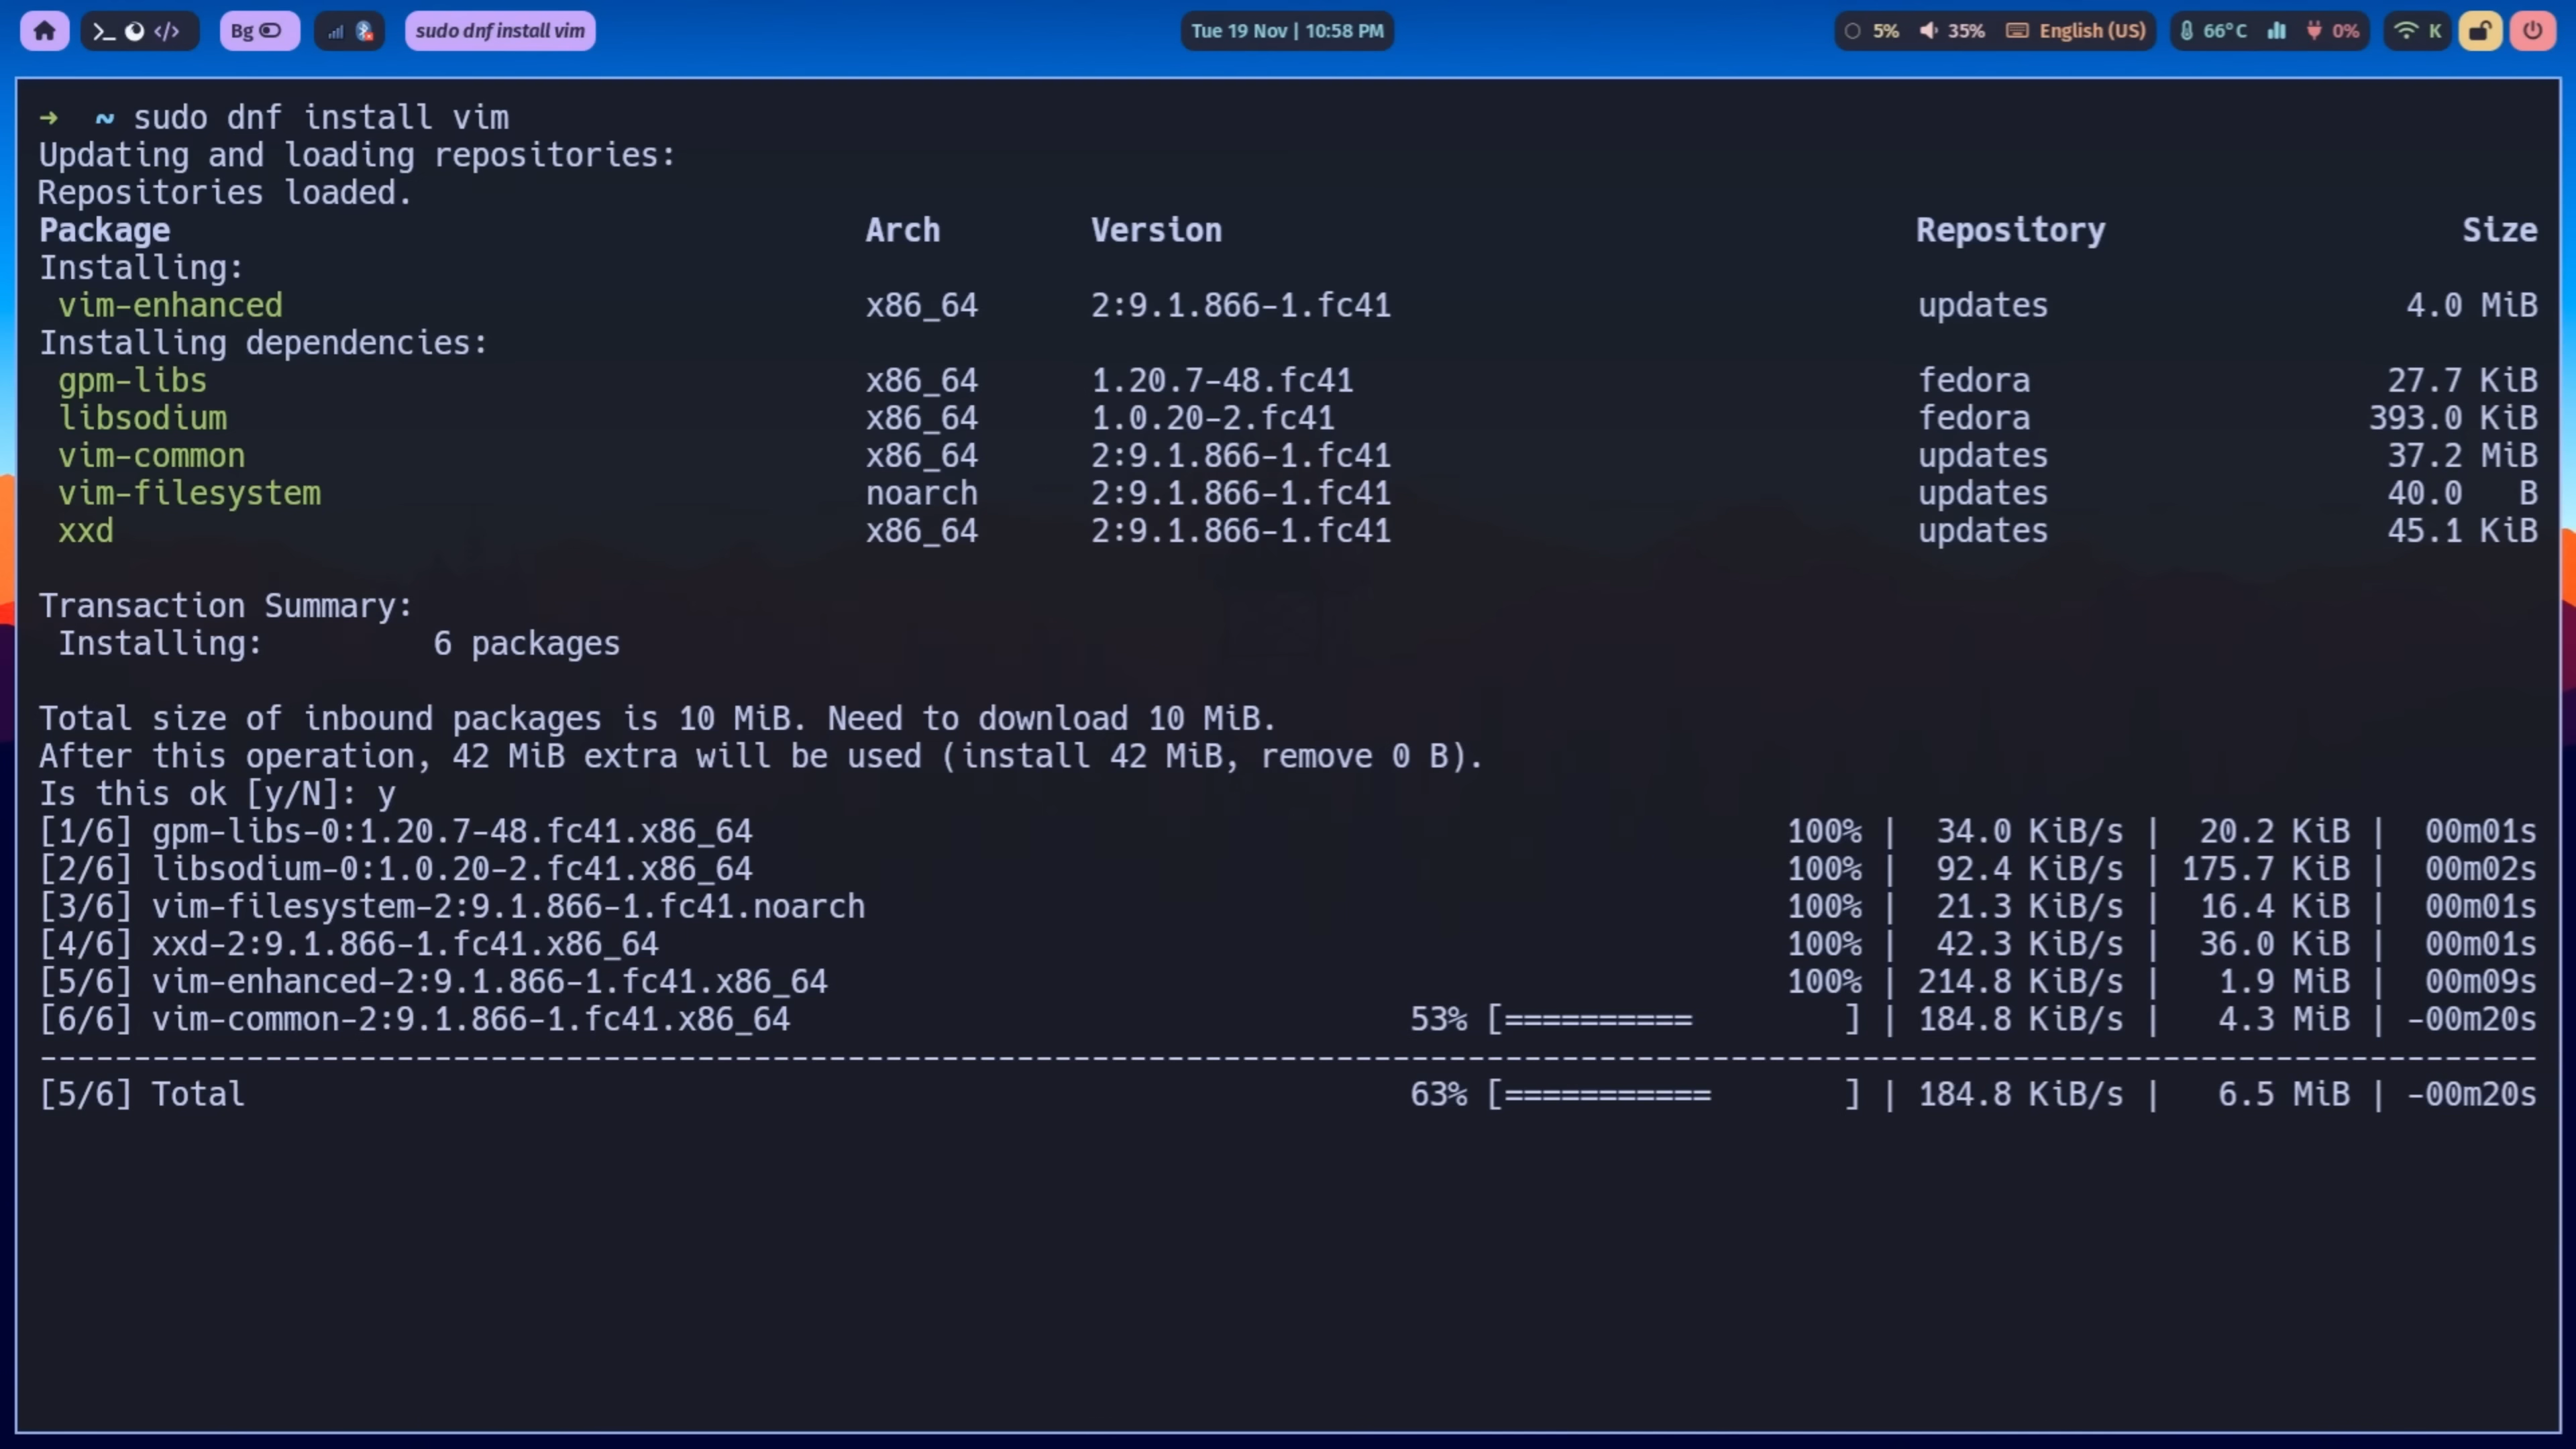 Bg sudo dnf install vim Tue 19 Nov | 10:58 PM 5% 35% English (US) 66°C 0% K
➜ ~ sudo dnf install vim
Updating and loading repositories:
Repositories loaded.
Package Arch Version Repository Size
Installing:
vim-enhanced x86_64 2:9.1.866-1.fc41 updates 4.0 MiB
Installing dependencies:
gpm-libs x86_64 1.20.7-48.fc41 fedora 27.7 KiB
libsodium x86_64 1.0.20-2.fc41 fedora 393.0 KiB
vim-common x86_64 2:9.1.866-1.fc41 updates 37.2 MiB
vim-filesystem noarch 2:9.1.866-1.fc41 updates 40.0 B
xxd x86_64 2:9.1.866-1.fc41 updates 45.1 KiB
Transaction Summary:
Installing: 6 packages
Total size of inbound packages is 10 MiB. Need to download 10 MiB.
After this operation, 42 MiB extra will be used (install 42 MiB, remove 0 B).
Is this ok [y/N]: y
[1/6] gpm-libs-0:1.20.7-48.fc41.x86_64 100% | 34.0 KiB/s | 20.2 KiB | 00m01s
[2/6] libsodium-0:1.0.20-2.fc41.x86_64 100% | 92.4 KiB/s | 175.7 KiB | 00m02s
[3/6] vim-filesystem-2:9.1.866-1.fc41.noarch 100% | 21.3 KiB/s | 16.4 KiB | 00m01s
[4/6] xxd-2:9.1.866-1.fc41.x86_64 100% | 42.3 KiB/s | 36.0 KiB | 00m01s
[5/6] vim-enhanced-2:9.1.866-1.fc41.x86_64 100% | 214.8 KiB/s | 1.9 MiB | 00m09s
[6/6] vim-common-2:9.1.866-1.fc41.x86_64 53% [========== ] | 184.8 KiB/s | 4.3 MiB | -00m20s
[5/6] Total 63% [=========== ] | 184.8 KiB/s | 6.5 MiB | -00m20s